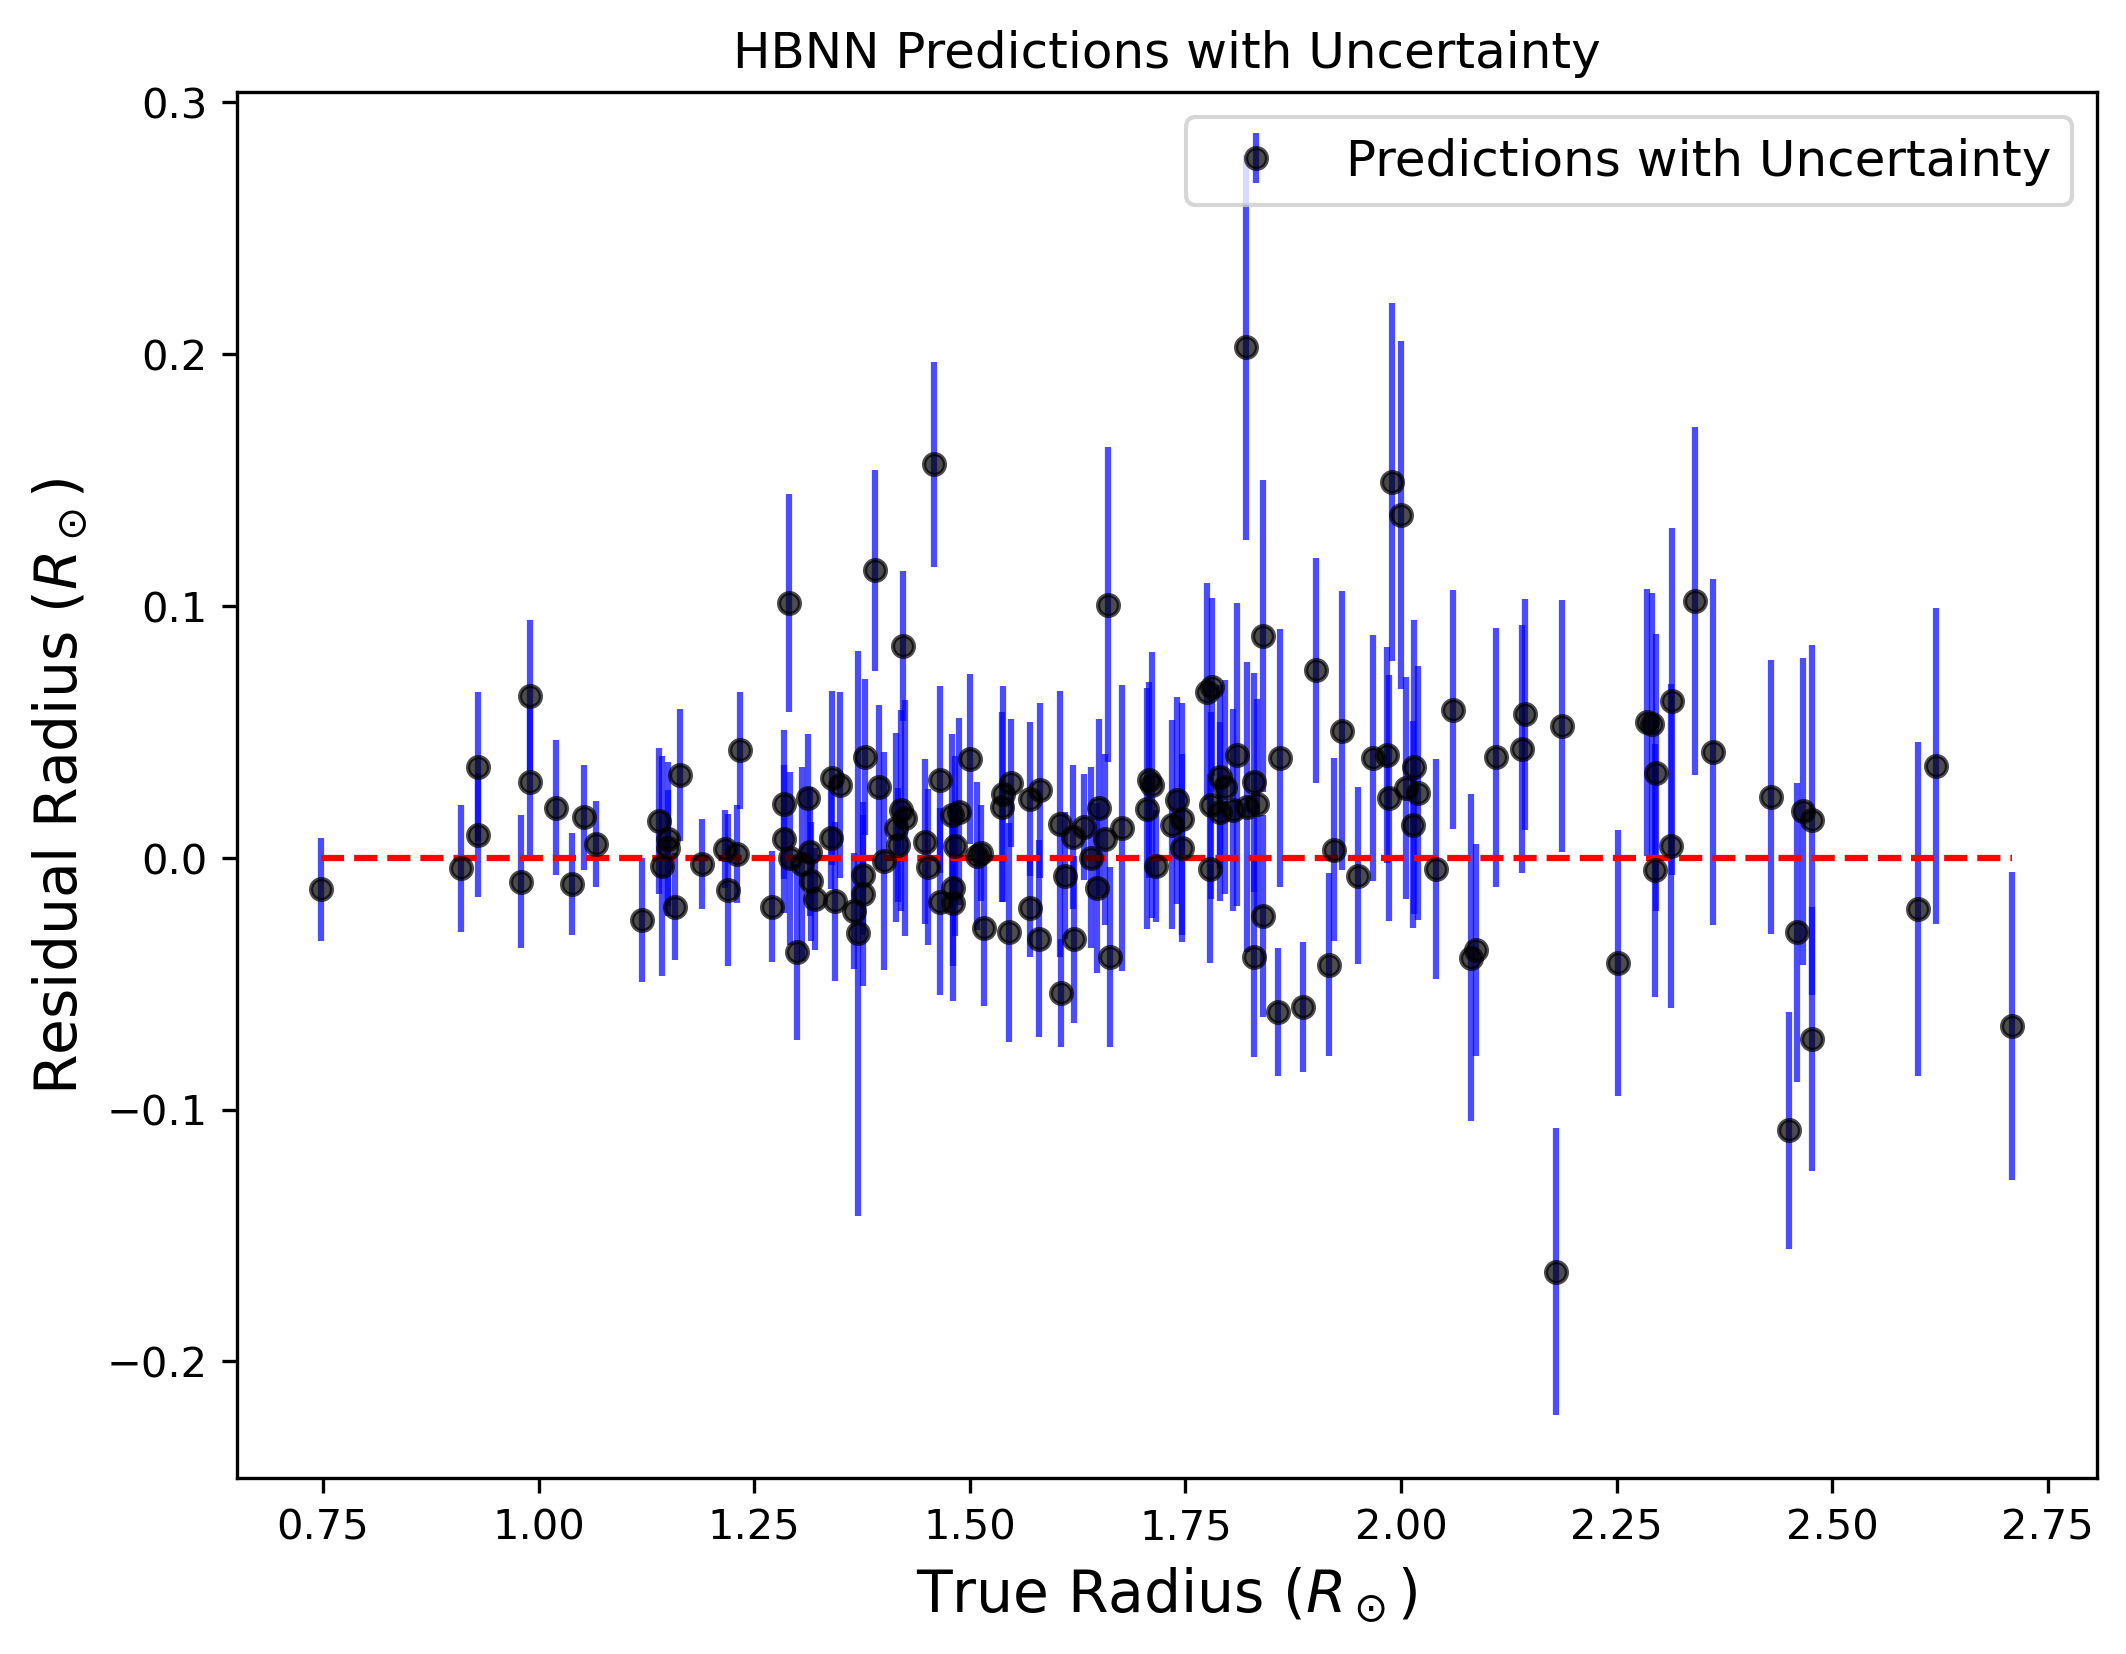 HBNN Predictions with Uncertainty
Predictions with Uncertainty
Residual Radius (R⊙)
0.3
0.2
0.1
0.0
−0.1
−0.2
0.75 1.00 1.25 1.50 1.75 2.00 2.25 2.50 2.75
True Radius (R⊙)